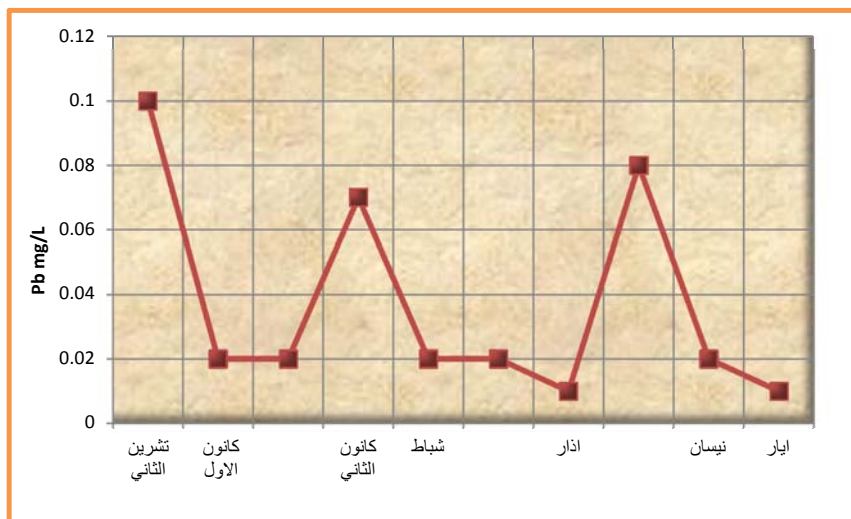 0.12
0.1
0.08
0.06
0.04
0.02
0
Pb mg/L
تشرين
الثاني
كانون
الاول
كانون
الثاني
شباط
اذار
نيسان
ايار